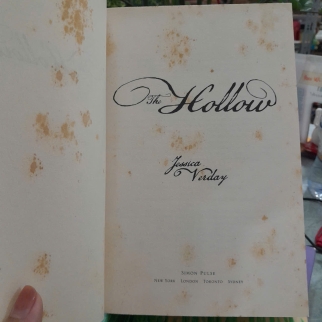 The Hollow
Jessica
Verday
SIMON PULSE
NEW YORK LONDON TORONTO SYDNEY